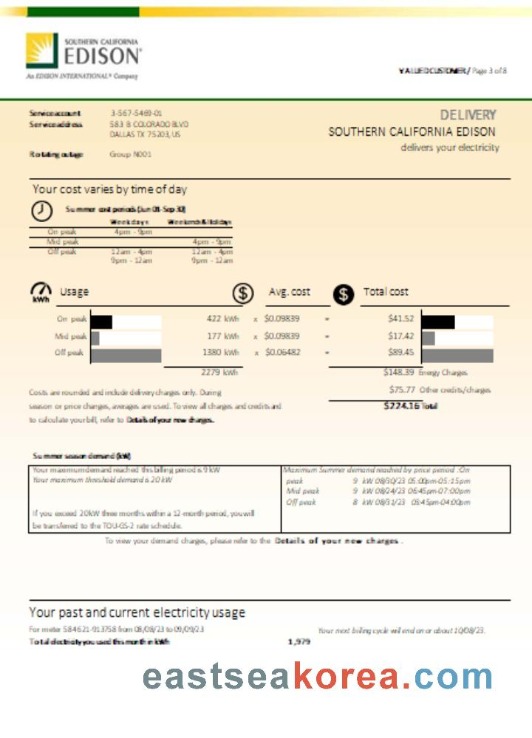 SOUTHERN CALIFORNIA
EDISON®
An EDISON INTERNATIONAL® Company
VALUED CUSTOMER / Page 3 of 8
Service account 3-567-5469-01
Service address 583 B COLORADO BLVD
DALLAS TX 75203, US
Rotating outage Group N001
DELIVERY
SOUTHERN CALIFORNIA EDISON
delivers your electricity
Your cost varies by time of day
Summer cost periods (Jun 01-Sep 30)
Weekdays Weekends & Holidays
On peak 4pm - 9pm
Mid peak 4pm - 9pm
Off peak 12am - 4pm 12am - 4pm
9pm - 12am 9pm - 12am
kWh Usage $ Avg. cost $ Total cost
On peak 422 kWh x $0.09839 = $41.52
Mid peak 177 kWh x $0.09839 = $17.42
Off peak 1380 kWh x $0.06482 = $89.45
2279 kWh $148.39 Energy Charges
$75.77 Other credits/charges
$224.16 Total
Costs are rounded and include delivery charges only. During
season or price changes, averages are used. To view all charges and credits and
to calculate your bill, refer to Details of your new charges.
Summer season demand (kW)
Your maximum demand reached this billing period is 9 kW
Your maximum threshold demand is 20 kW
If you exceed 20kW three months within a 12-month period, you will
be transferred to the TOU-GS-2 rate schedule.
Maximum Summer demand reached by price period : On
peak 9 kW 08/30/23 05:00pm-05:15pm
Mid peak 9 kW 08/24/23 06:45pm-07:00pm
Off peak 8 kW 08/31/23 05:45pm-04:00pm
To view your demand charges, please refer to the Details of your new charges .
Your past and current electricity usage
For meter 584621-913758 from 08/08/23 to 09/09/23
Your next billing cycle will end on or about 10/08/23.
Total electricity you used this month in kWh 1,979
eastseakorea.com